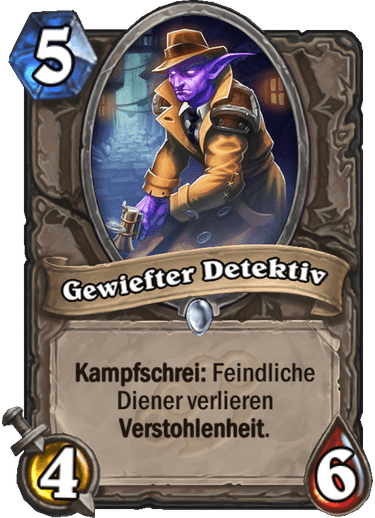 5
Gewiefter Detektiv
Kampfschrei: Feindliche
Diener verlieren
Verstohlenheit.
4
6